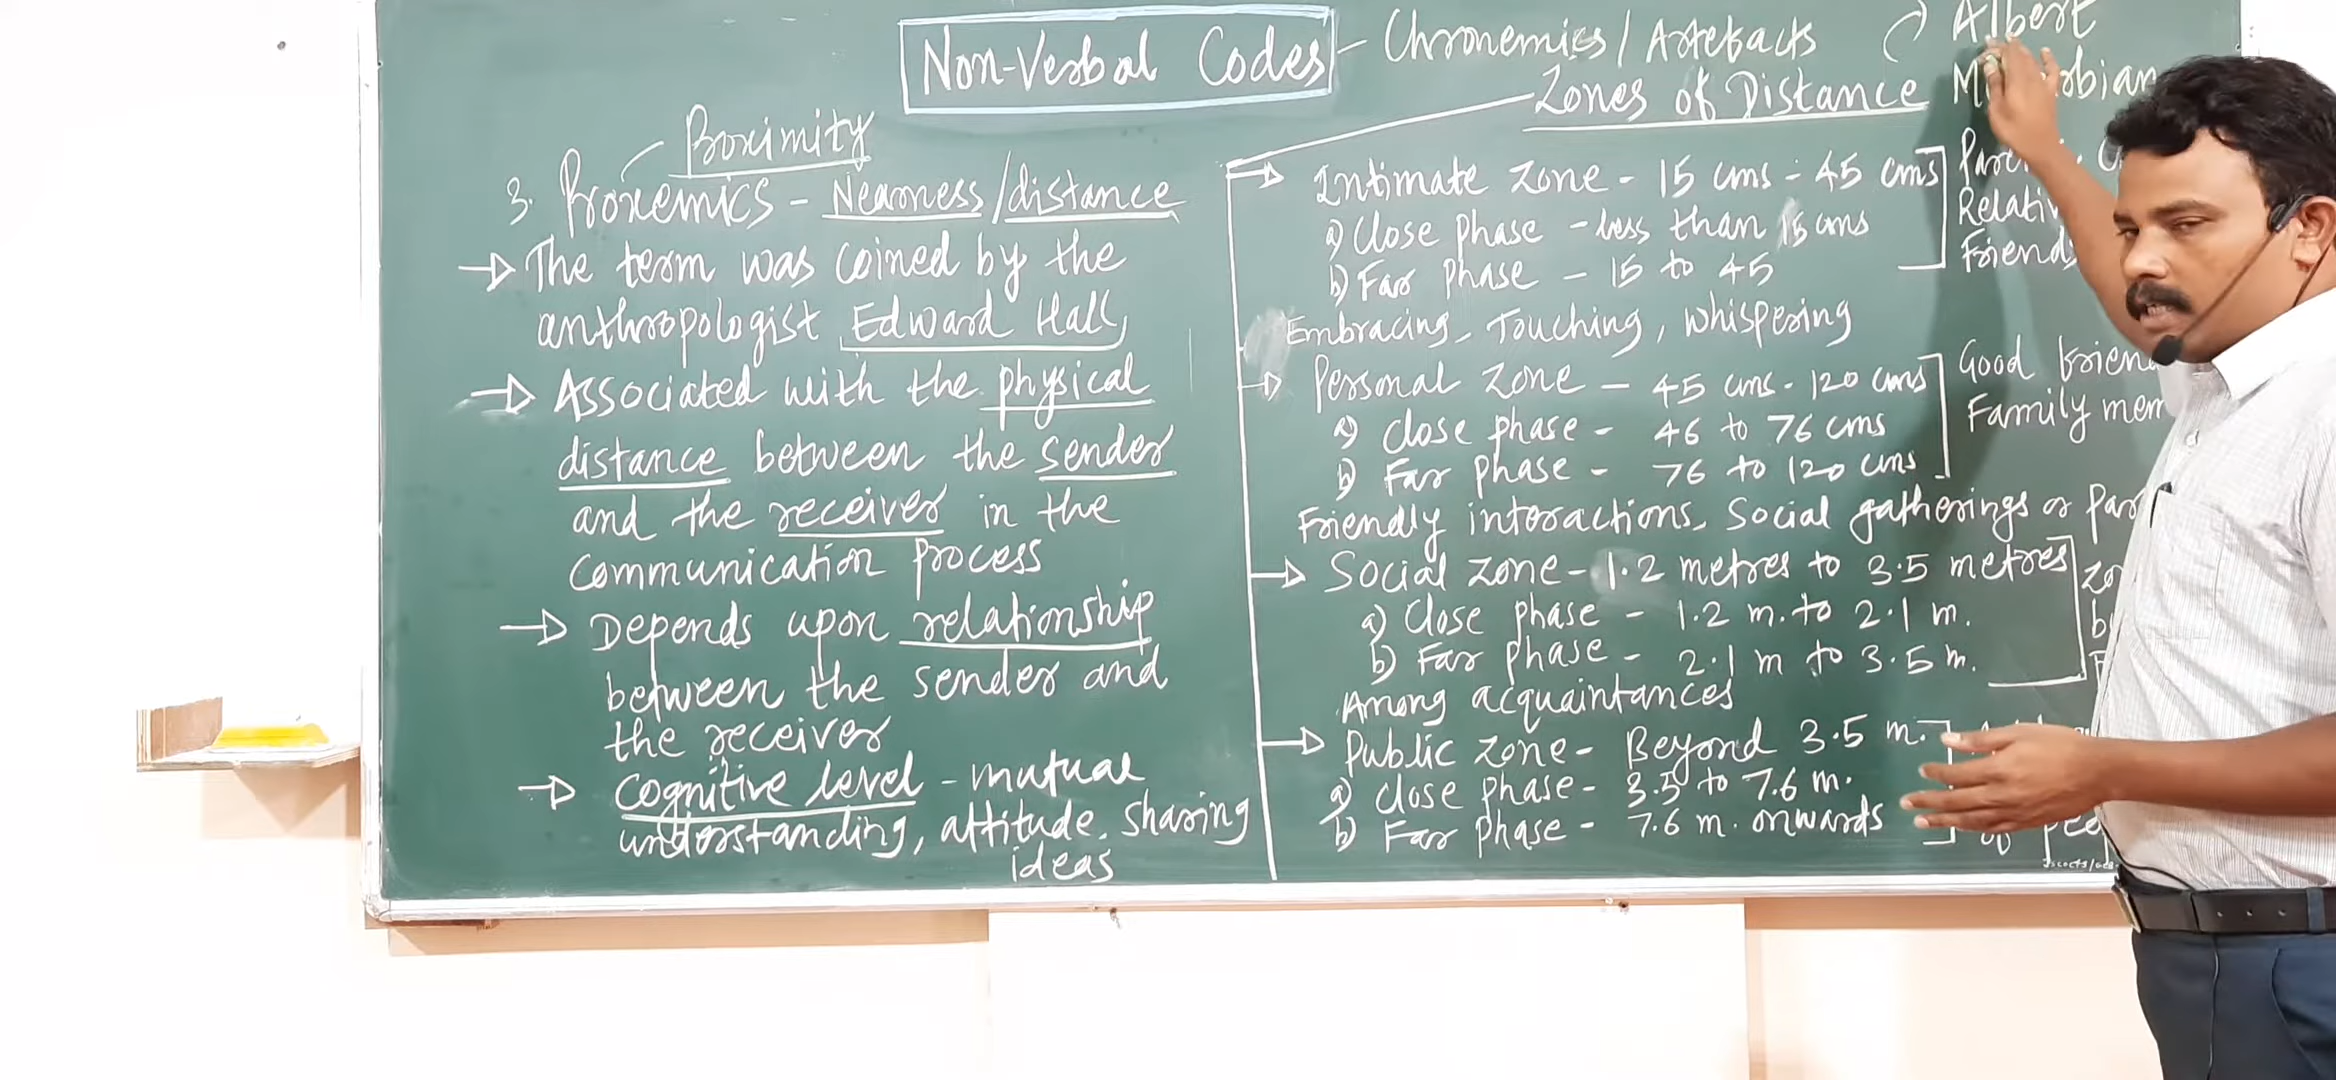 Non-Verbal Codes - Chronemics / Artefacts
Zones of Distance
Albert
Proximity
3. Proxemics - Nearness/distance
→ The term was coined by the
anthropologist Edward Hall,
→ Associated with the physical
distance between the sender
and the receiver in the
communication process
→ Depends upon relationship
between the sender and
the receiver
→ Cognitive level - mutual
understanding, attitude, sharing
ideas
→ Intimate zone - 15 cms - 45 cms
a) Close phase - less than 15 cms
b) Far phase - 15 to 45
Embracing, Touching, whispering
Friends
→ Personal zone - 45 cms - 120 cms
a) Close phase - 46 to 76 cms
b) Far phase - 76 to 120 cms
Good
Family
Friendly interactions, Social gatherings or
→ Social zone - 1.2 metres to 3.5 metres
a) Close phase - 1.2 m. to 2.1 m.
b) Far phase - 2.1 m to 3.5 m.
Among acquaintances
→ Public zone - Beyond 3.5 m.
a) Close phase - 3.5 to 7.6 m.
b) Far phase - 7.6 m. onwards
of